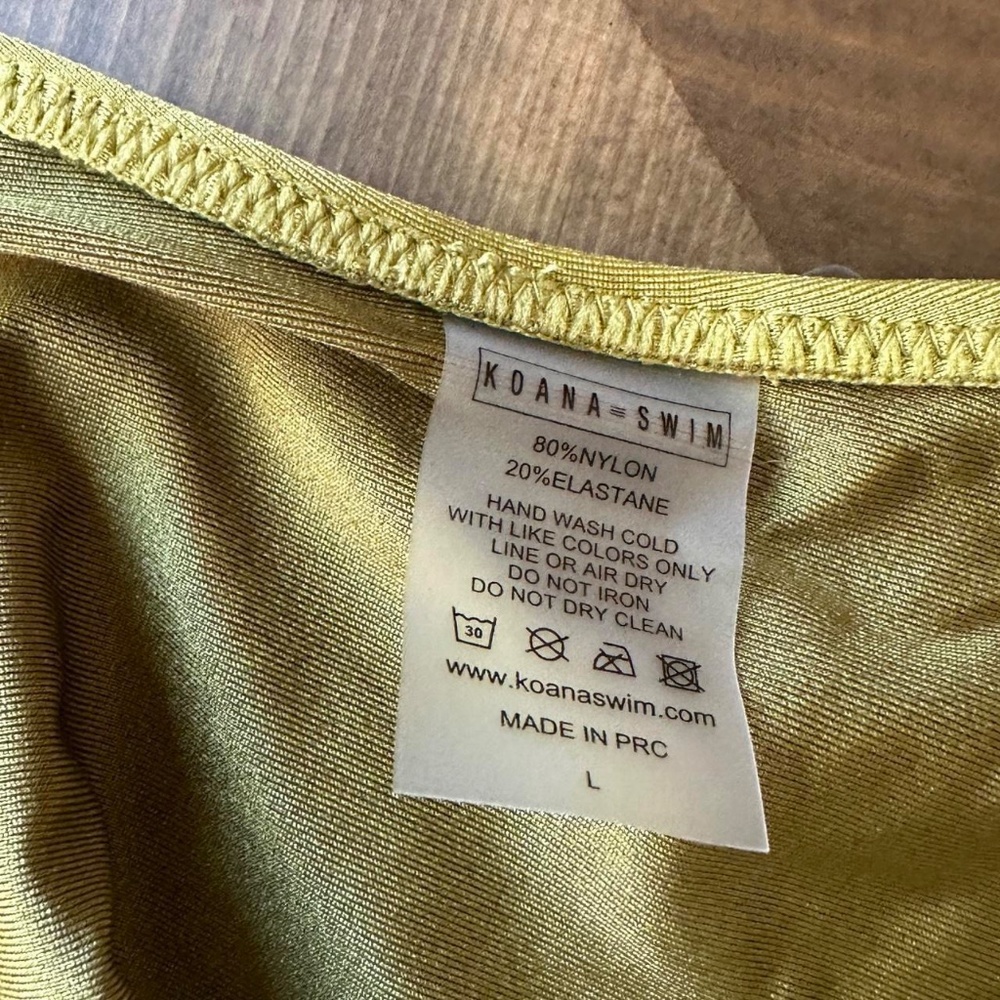 KOANA≡SWIM
80%NYLON
20%ELASTANE
HAND WASH COLD
WITH LIKE COLORS ONLY
LINE OR AIR DRY
DO NOT IRON
DO NOT DRY CLEAN
30
www.koanaswim.com
MADE IN PRC
L